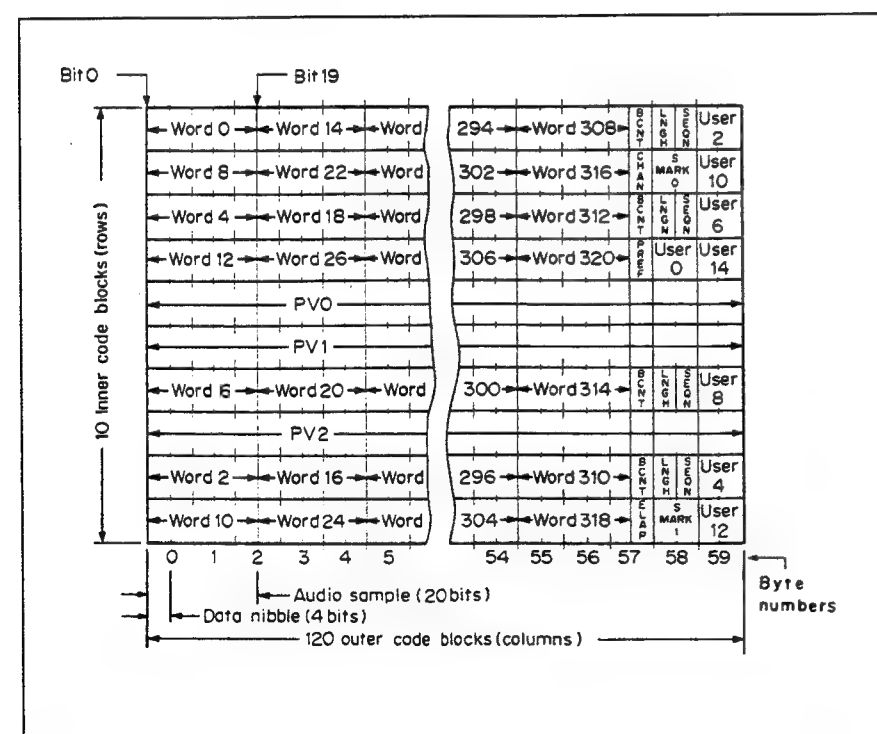 Bit 0 Bit 19
Word 0 Word 14 Word 294 Word 308 BCNT LNGH SEQN User 2
Word 8 Word 22 Word 302 Word 316 CHAN S MARK 0 User 10
Word 4 Word 18 Word 298 Word 312 BCNT LNGN SEQN User 6
Word 12 Word 26 Word 306 Word 320 PREF User 0 User 14
PV0
PV1
Word 16 Word 20 Word 300 Word 314 BCNT LNGH SEQN User 8
PV2
Word 2 Word 16 Word 296 Word 310 BCNT LNGH SEQN User 4
Word 10 Word 24 Word 304 Word 318 ELAP S MARK 1 User 12
10 Inner code blocks (rows)
0 1 2 3 4 5 54 55 56 57 58 59
Byte numbers
Audio sample (20 bits)
Data nibble (4 bits)
120 outer code blocks (columns)